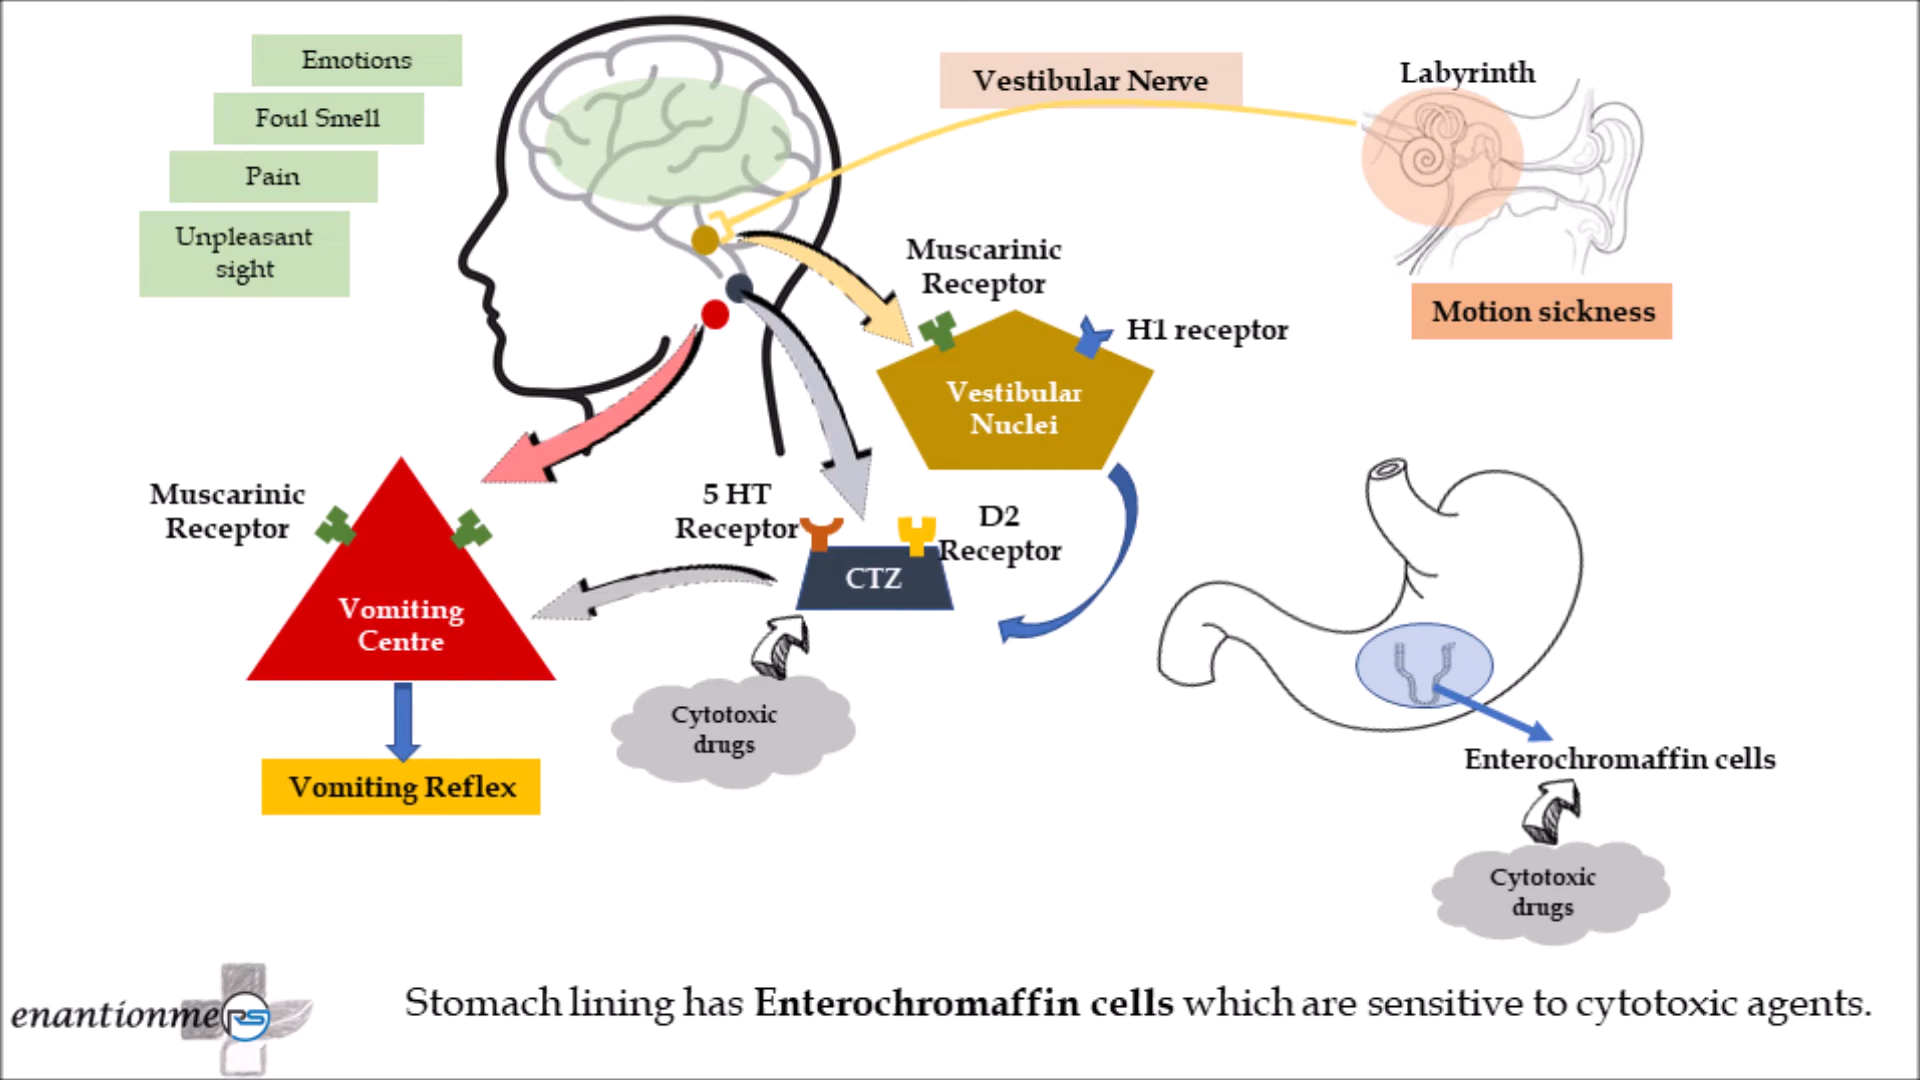 Emotions
Foul Smell
Pain
Unpleasant
sight
Vestibular Nerve
Labyrinth
Motion sickness
Muscarinic
Receptor
H1 receptor
Vestibular
Nuclei
Muscarinic
Receptor
5 HT
Receptor
D2
Receptor
CTZ
Vomiting
Centre
Cytotoxic
drugs
Vomiting Reflex
Enterochromaffin cells
Cytotoxic
drugs
enantionmers
Stomach lining has Enterochromaffin cells which are sensitive to cytotoxic agents.